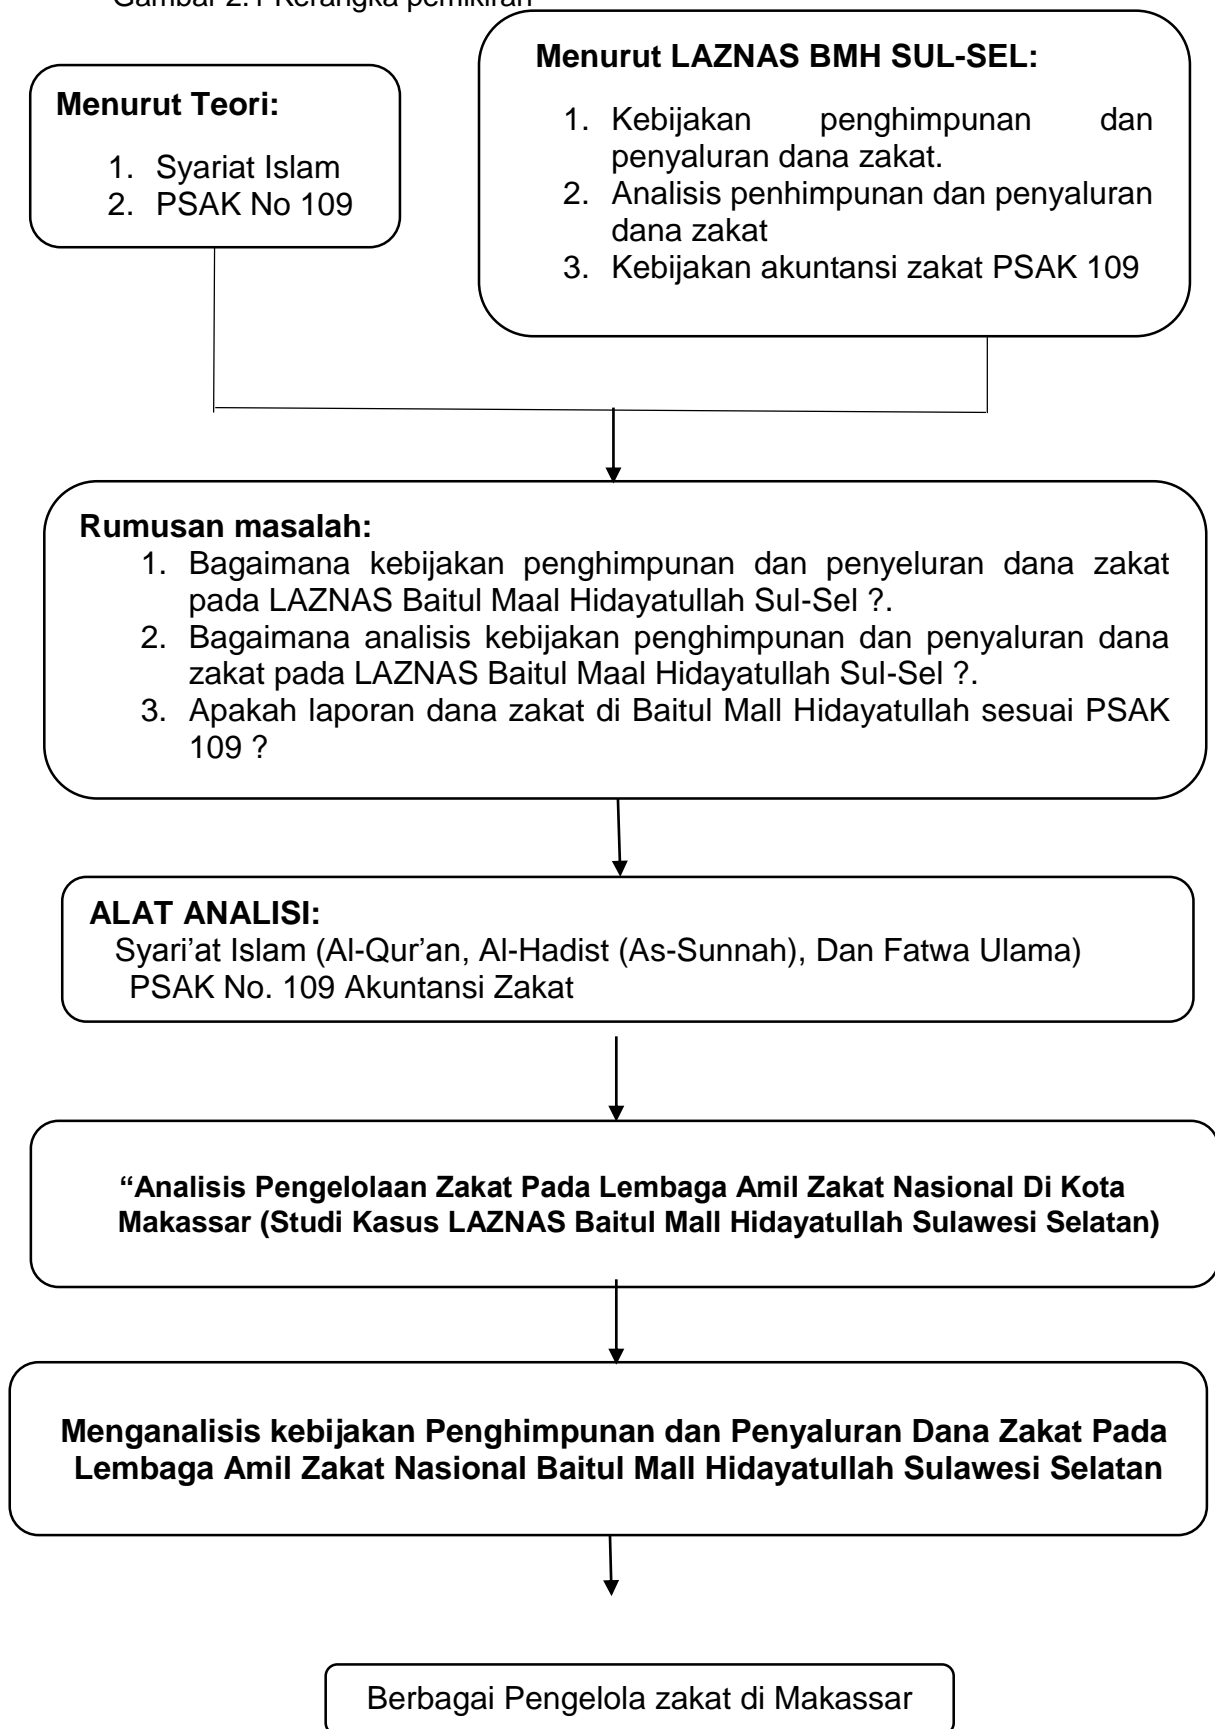 Gambar 2.1 Kerangka pemikiran
Menurut Teori:
1. Syariat Islam
2. PSAK No 109
Menurut LAZNAS BMH SUL-SEL:
1. Kebijakan penghimpunan dan
penyaluran dana zakat.
2. Analisis penhimpunan dan penyaluran
dana zakat
3. Kebijakan akuntansi zakat PSAK 109
Rumusan masalah:
1. Bagaimana kebijakan penghimpunan dan penyeluran dana zakat
pada LAZNAS Baitul Maal Hidayatullah Sul-Sel ?.
2. Bagaimana analisis kebijakan penghimpunan dan penyaluran dana
zakat pada LAZNAS Baitul Maal Hidayatullah Sul-Sel ?.
3. Apakah laporan dana zakat di Baitul Mall Hidayatullah sesuai PSAK
109 ?
ALAT ANALISI:
Syari’at Islam (Al-Qur’an, Al-Hadist (As-Sunnah), Dan Fatwa Ulama)
PSAK No. 109 Akuntansi Zakat
“Analisis Pengelolaan Zakat Pada Lembaga Amil Zakat Nasional Di Kota
Makassar (Studi Kasus LAZNAS Baitul Mall Hidayatullah Sulawesi Selatan)
Menganalisis kebijakan Penghimpunan dan Penyaluran Dana Zakat Pada
Lembaga Amil Zakat Nasional Baitul Mall Hidayatullah Sulawesi Selatan
Berbagai Pengelola zakat di Makassar